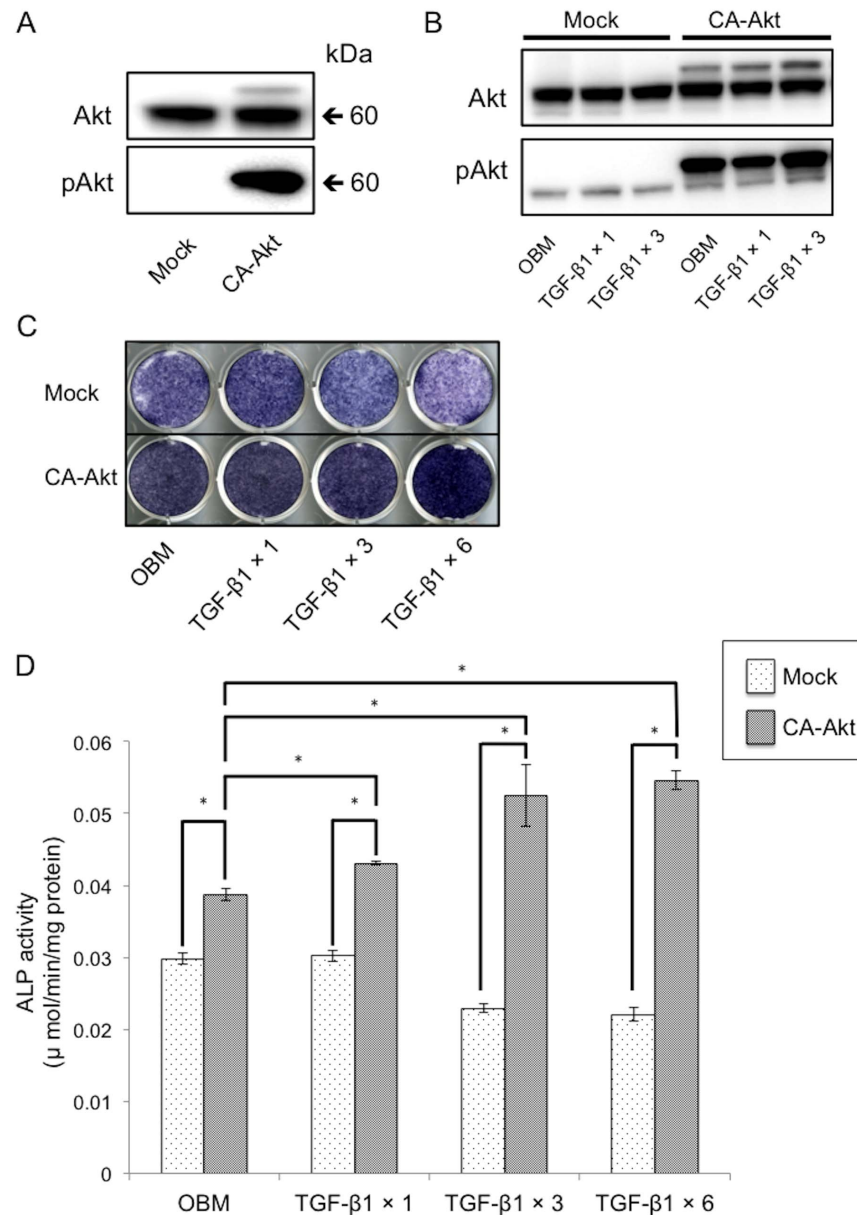 A
kDa
Akt
← 60
pAkt
← 60
Mock
CA-Akt
B
Mock
CA-Akt
Akt
pAkt
OBM
TGF-β1 × 1
TGF-β1 × 3
OBM
TGF-β1 × 1
TGF-β1 × 3
C
Mock
CA-Akt
OBM
TGF-β1 × 1
TGF-β1 × 3
TGF-β1 × 6
D
Mock
CA-Akt
*
*
*
*
*
*
*
ALP activity
(μ mol/min/mg protein)
0.06
0.05
0.04
0.03
0.02
0.01
0
OBM
TGF-β1 × 1
TGF-β1 × 3
TGF-β1 × 6